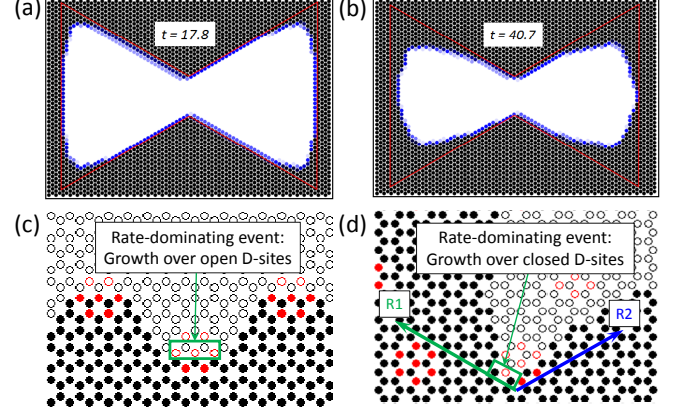 (a)
t = 17.8
(b)
t = 40.7
(c)
Rate-dominating event:
Growth over open D-sites
(d)
Rate-dominating event:
Growth over closed D-sites
R1
R2